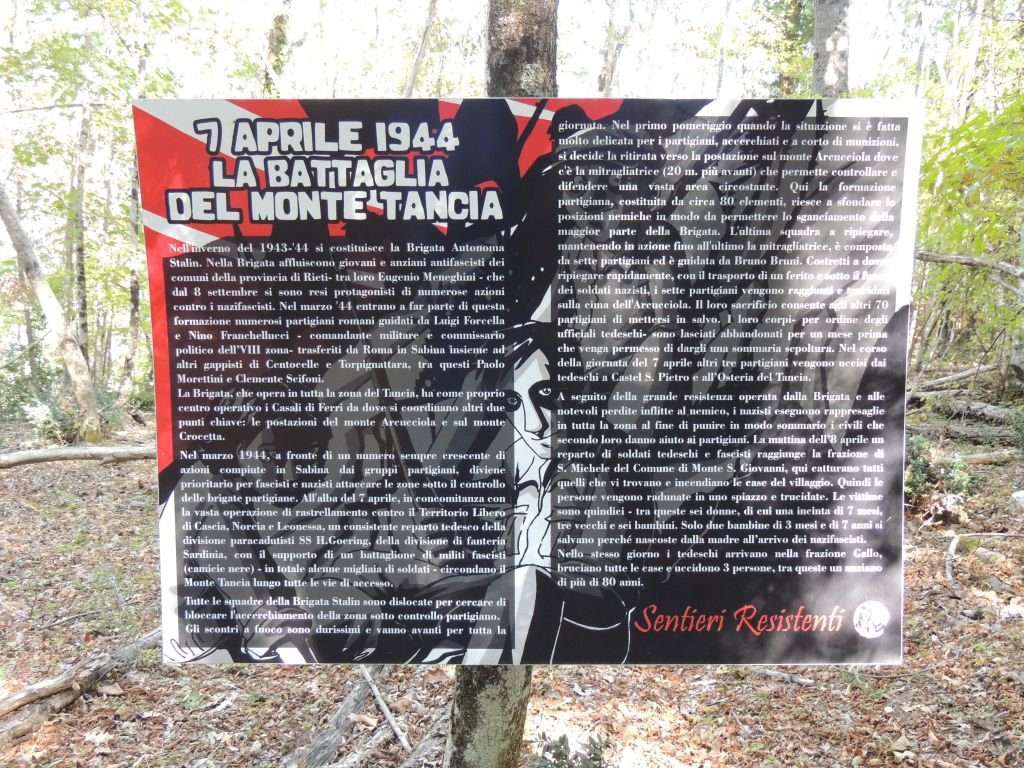 7 APRILE 1944
LA BATTAGLIA
DEL MONTE TANCIA
Nell'inverno del 1943-'44 si costituisce la Brigata Autonoma
Stalin. Nella Brigata affluiscono giovani e anziani antifascisti dei
comuni della provincia di Rieti- tra loro Eugenio Meneghini - che
dal 8 settembre si sono resi protagonisti di numerose azioni
contro i nazifascisti. Nel marzo '44 entrano a far parte di questa
formazione numerosi partigiani romani guidati da Luigi Forcella
e Nino Franchellucci - comandante militare e commissario
politico dell'VIII zona- trasferiti da Roma in Sabina insieme ad
altri gappisti di Centocelle e Torpignattara, tra questi Paolo
Morettini e Clemente Scifoni.
La Brigata, che opera in tutta la zona del Tancia, ha come proprio
centro operativo i Casali di Ferri da dove si coordinano altri due
punti chiave: le postazioni del monte Arcucciola e sul monte
Crocetta.
Nel marzo 1944, a fronte di un numero sempre crescente di
azioni compiute in Sabina dai gruppi partigiani, diviene
prioritario per fascisti e nazisti attaccare le zone sotto il controllo
delle brigate partigiane. All'alba del 7 aprile, in concomitanza con
la vasta operazione di rastrellamento contro il Territorio Libero
di Cascia, Norcia e Leonessa, un consistente reparto tedesco della
divisione paracadutisti SS H.Goering, della divisione di fanteria
Sardinia, con il supporto di un battaglione di militi fascisti
(camicie nere) - in totale alcune migliaia di soldati - circondano il
Monte Tancia lungo tutte le vie di accesso.
Tutte le squadre della Brigata Stalin sono dislocate per cercare di
bloccare l'accerchiamento della zona sotto controllo partigiano.
Gli scontri a fuoco sono durissimi e vanno avanti per tutta la
giornata. Nel primo pomeriggio quando la situazione si è fatta
molto delicata per i partigiani, accerchiati e a corto di munizioni,
si decide la ritirata verso la postazione sul monte Arcucciola dove
c'è la mitragliatrice (20 m. più avanti) che permette controllare e
difendere una vasta area circostante. Qui la formazione
partigiana, costituita da circa 80 elementi, riesce a sfondare le
posizioni nemiche in modo da permettere lo sganciamento della
maggior parte della Brigata. L'ultima squadra a ripiegare,
mantenendo in azione fino all'ultimo la mitragliatrice, è composta
da sette partigiani ed è guidata da Bruno Bruni. Costretti a dover
ripiegare rapidamente, con il trasporto di un ferito e sotto il fuoco
dei soldati nazisti, i sette partigiani vengono raggiunti e trucidati
sulla cima dell'Arcucciola. Il loro sacrificio consente agli altri 70
partigiani di mettersi in salvo. I loro corpi- per ordine degli
ufficiali tedeschi- sono lasciati abbandonati per un mese prima
che venga permesso di dargli una sommaria sepoltura. Nel corso
della giornata del 7 aprile altri tre partigiani vengono uccisi dai
tedeschi a Castel S. Pietro e all'Osteria del Tancia.
A seguito della grande resistenza operata dalla Brigata e alle
notevoli perdite inflitte al nemico, i nazisti eseguono rappresaglie
in tutta la zona al fine di punire in modo sommario i civili che
secondo loro danno aiuto ai partigiani. La mattina dell'8 aprile un
reparto di soldati tedeschi e fascisti raggiunge la frazione di
S. Michele del Comune di Monte S. Giovanni, qui catturano tutti
quelli che vi trovano e incendiano le case del villaggio. Quindi le
persone vengono radunate in uno spiazzo e trucidate. Le vittime
sono quindici - tra queste sei donne, di cui una incinta di 7 mesi,
tre vecchi e sei bambini. Solo due bambine di 3 mesi e di 7 anni si
salvano perché nascoste dalla madre all'arrivo dei nazifascisti.
Nello stesso giorno i tedeschi arrivano nella frazione Gallo,
bruciano tutte le case e uccidono 3 persone, tra queste un anziano
di più di 80 anni.
Sentieri Resistenti